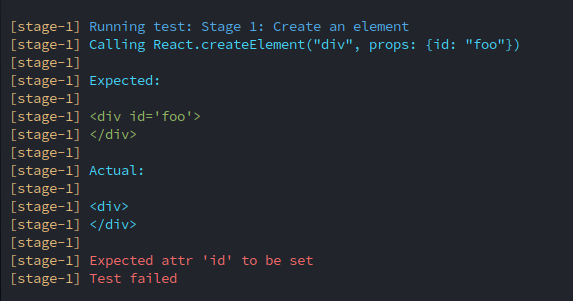 [stage-1] Running test: Stage 1: Create an element
[stage-1] Calling React.createElement("div", props: {id: "foo"})
[stage-1]
[stage-1] Expected:
[stage-1]
[stage-1] <div id='foo'>
[stage-1] </div>
[stage-1]
[stage-1] Actual:
[stage-1]
[stage-1] <div>
[stage-1] </div>
[stage-1]
[stage-1] Expected attr 'id' to be set
[stage-1] Test failed